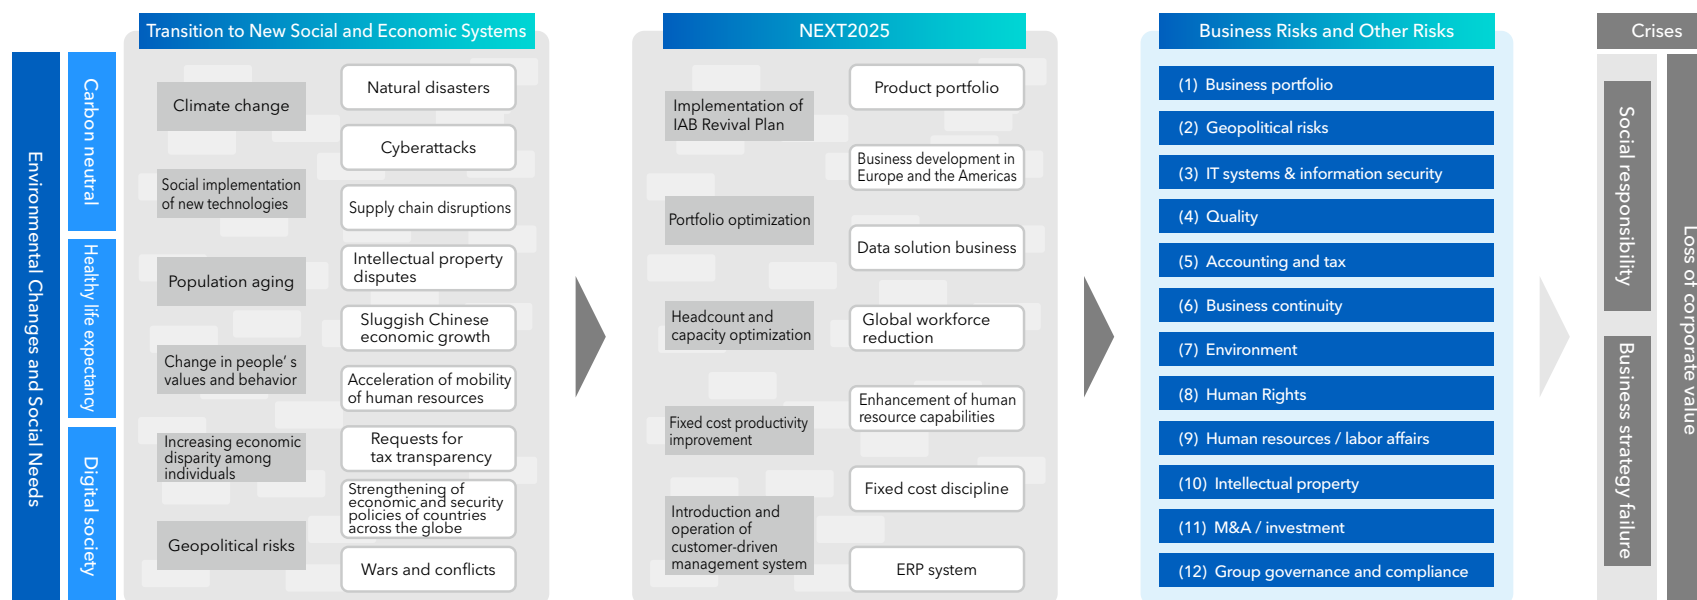 Environmental Changes and Social Needs
Carbon neutral
Healthy life expectancy
Digital society
Transition to New Social and Economic Systems
Climate change
Social implementation
of new technologies
Population aging
Change in people’ s
values and behavior
Increasing economic
disparity among
individuals
Geopolitical risks
Natural disasters
Cyberattacks
Supply chain disruptions
Intellectual property
disputes
Sluggish Chinese
economic growth
Acceleration of mobility
of human resources
Requests for
tax transparency
Strengthening of
economic and security
policies of countries
across the globe
Wars and conflicts
NEXT2025
Implementation of
IAB Revival Plan
Portfolio optimization
Headcount and
capacity optimization
Fixed cost productivity
improvement
Introduction and
operation of
customer-driven
management system
Product portfolio
Business development in
Europe and the Americas
Data solution business
Global workforce
reduction
Enhancement of human
resource capabilities
Fixed cost discipline
ERP system
Business Risks and Other Risks
(1) Business portfolio
(2) Geopolitical risks
(3) IT systems & information security
(4) Quality
(5) Accounting and tax
(6) Business continuity
(7) Environment
(8) Human Rights
(9) Human resources / labor affairs
(10) Intellectual property
(11) M&A / investment
(12) Group governance and compliance
Crises
Social responsibility
Business strategy failure
Loss of corporate value